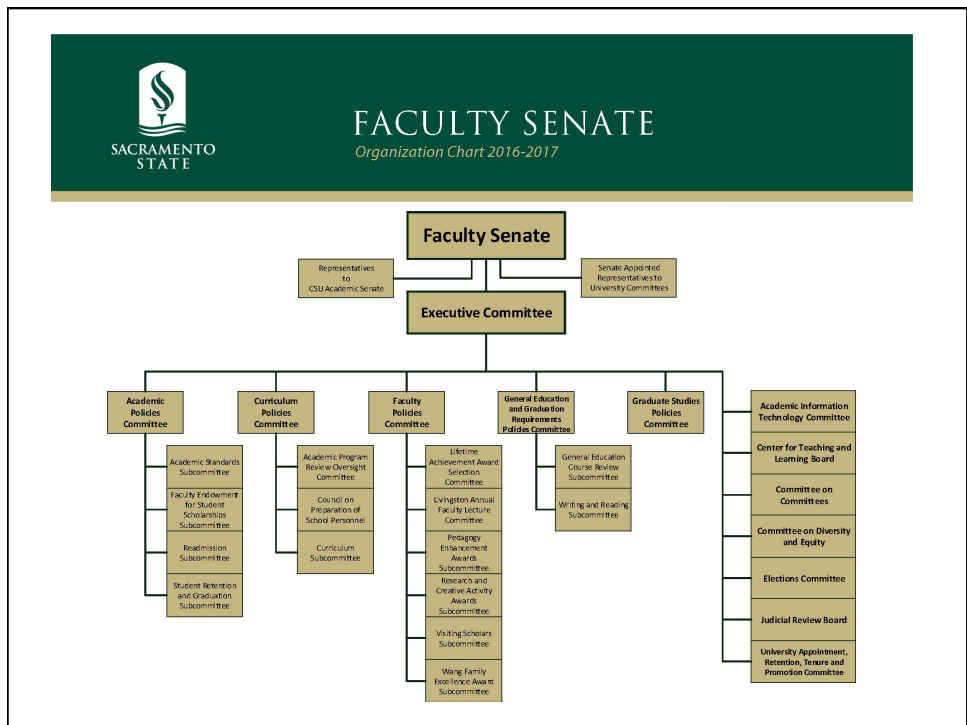 SACRAMENTO
STATE
FACULTY SENATE
Organization Chart 2016-2017
Faculty Senate
Representatives
to
CSU Academic Senate
Senate Appointed
Representatives to
University Committees
Executive Committee
Academic
Policies
Committee
Academic Standards
Subcommittee
Faculty Endowment
for Student
Scholarships
Subcommittee
Readmission
Subcommittee
Student Retention
and Graduation
Subcommittee
Curriculum
Policies
Committee
Academic Program
Review Oversight
Committee
Council on
Preparation of
School Personnel
Curriculum
Subcommittee
Faculty
Policies
Committee
Lifetime
Achievement Award
Selection
Committee
Livingston Annual
Faculty Lecture
Committee
Pedagogy
Enhancement
Awards
Subcommittee
Research and
Creative Activity
Awards
Subcommittee
Visiting Scholars
Subcommittee
Wang Family
Excellence Award
Subcommittee
General Education
and Graduation
Requirements
Policies Committee
General Education
Course Review
Subcommittee
Writing and Reading
Subcommittee
Graduate Studies
Policies
Committee
Academic Information
Technology Committee
Center for Teaching and
Learning Board
Committee on
Committees
Committee on Diversity
and Equity
Elections Committee
Judicial Review Board
University Appointment,
Retention, Tenure and
Promotion Committee